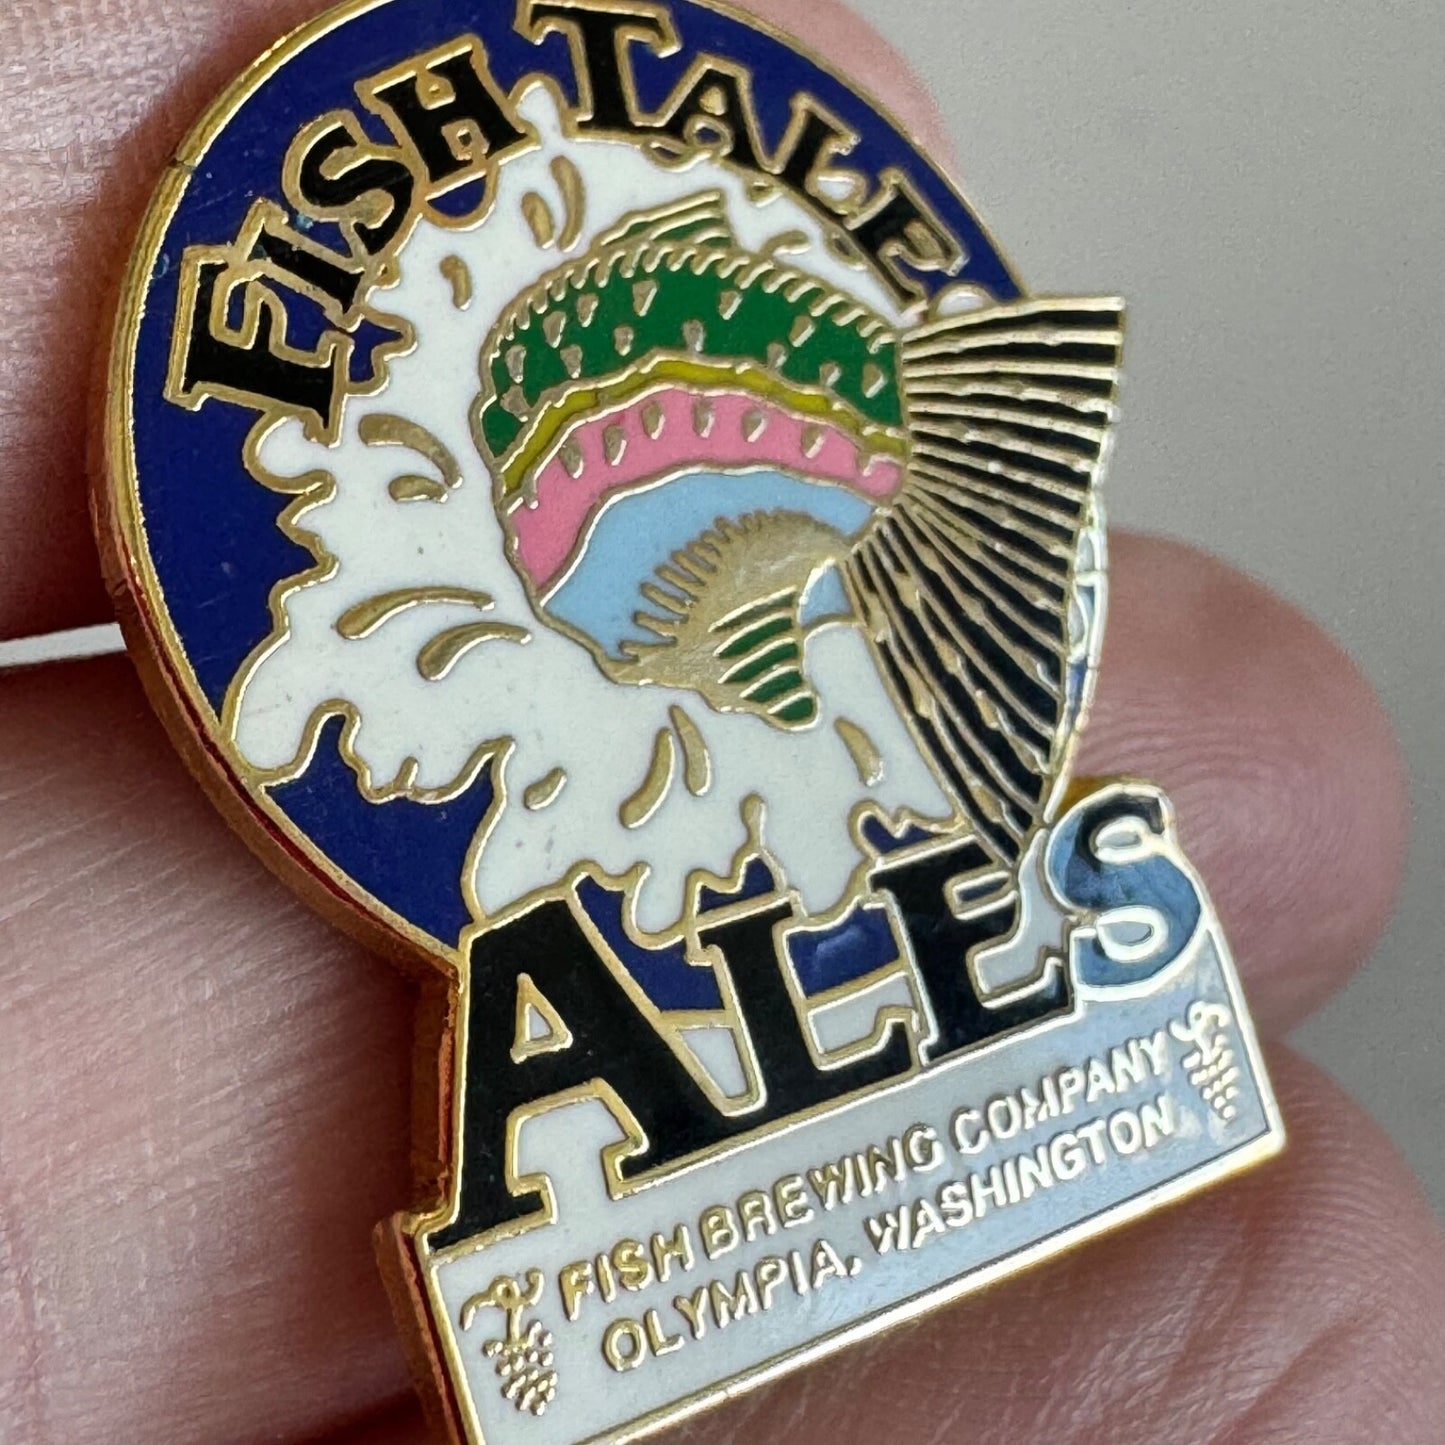 FISH TALE
ALES
FISH BREWING COMPANY
OLYMPIA, WASHINGTON